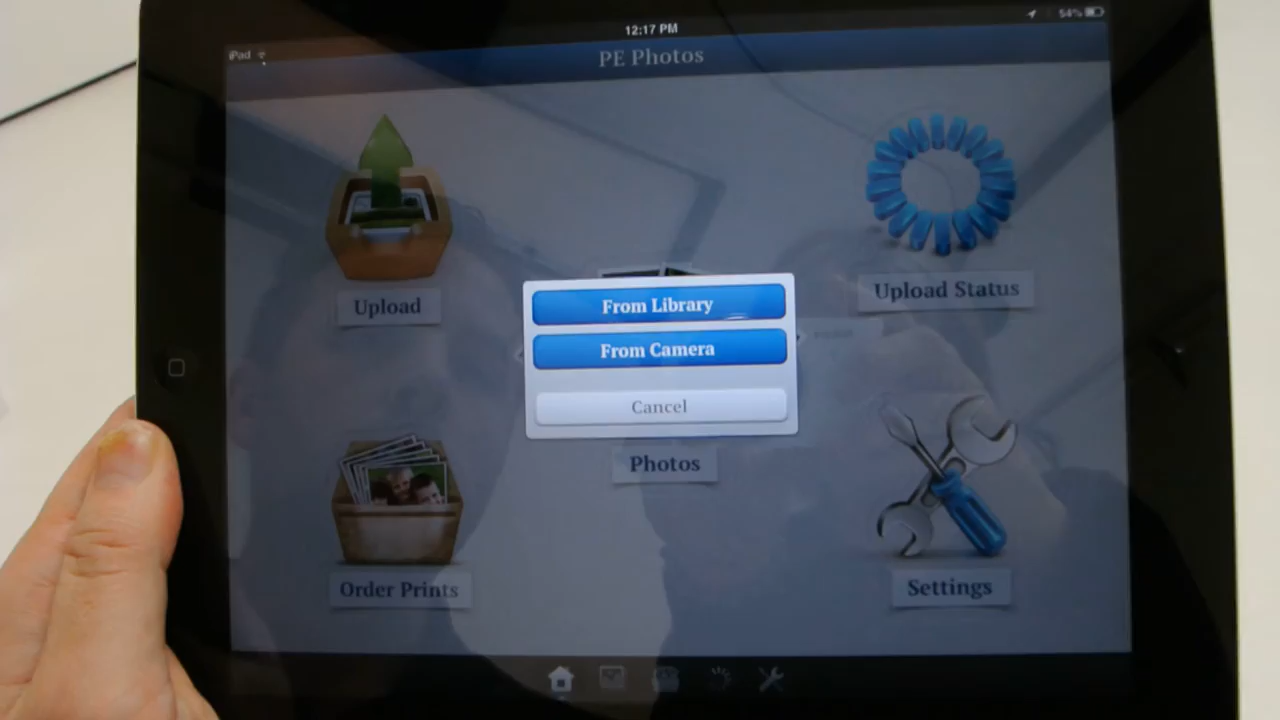 12:17 PM
54%
iPad
PE Photos
Upload
Upload Status
From Library
From Camera
Cancel
Photos
Order Prints
Settings